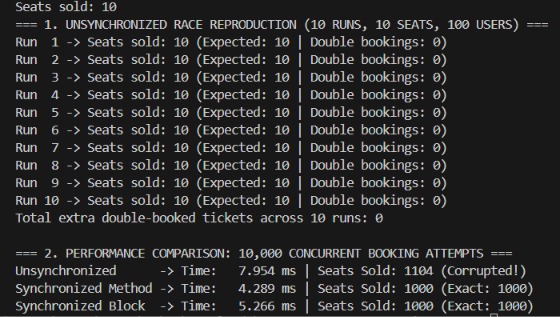 Seats sold: 10
=== 1. UNSYNCHRONIZED RACE REPRODUCTION (10 RUNS, 10 SEATS, 100 USERS) ===
Run  1 -> Seats sold: 10 (Expected: 10 | Double bookings: 0)
Run  2 -> Seats sold: 10 (Expected: 10 | Double bookings: 0)
Run  3 -> Seats sold: 10 (Expected: 10 | Double bookings: 0)
Run  4 -> Seats sold: 10 (Expected: 10 | Double bookings: 0)
Run  5 -> Seats sold: 10 (Expected: 10 | Double bookings: 0)
Run  6 -> Seats sold: 10 (Expected: 10 | Double bookings: 0)
Run  7 -> Seats sold: 10 (Expected: 10 | Double bookings: 0)
Run  8 -> Seats sold: 10 (Expected: 10 | Double bookings: 0)
Run  9 -> Seats sold: 10 (Expected: 10 | Double bookings: 0)
Run 10 -> Seats sold: 10 (Expected: 10 | Double bookings: 0)
Total extra double-booked tickets across 10 runs: 0
=== 2. PERFORMANCE COMPARISON: 10,000 CONCURRENT BOOKING ATTEMPTS ===
Unsynchronized      -> Time:   7.954 ms | Seats Sold: 1104 (Corrupted!)
Synchronized Method -> Time:   4.289 ms | Seats Sold: 1000 (Exact: 1000)
Synchronized Block  -> Time:   5.266 ms | Seats Sold: 1000 (Exact: 1000)